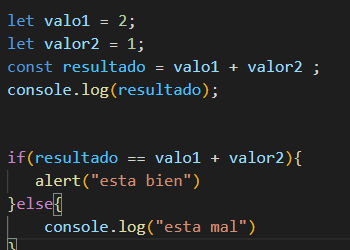 let valo1 = 2;
let valor2 = 1;
const resultado = valo1 + valor2 ;
console.log(resultado);
if(resultado == valo1 + valor2){
alert("esta bien")
}else{
console.log("esta mal")
}